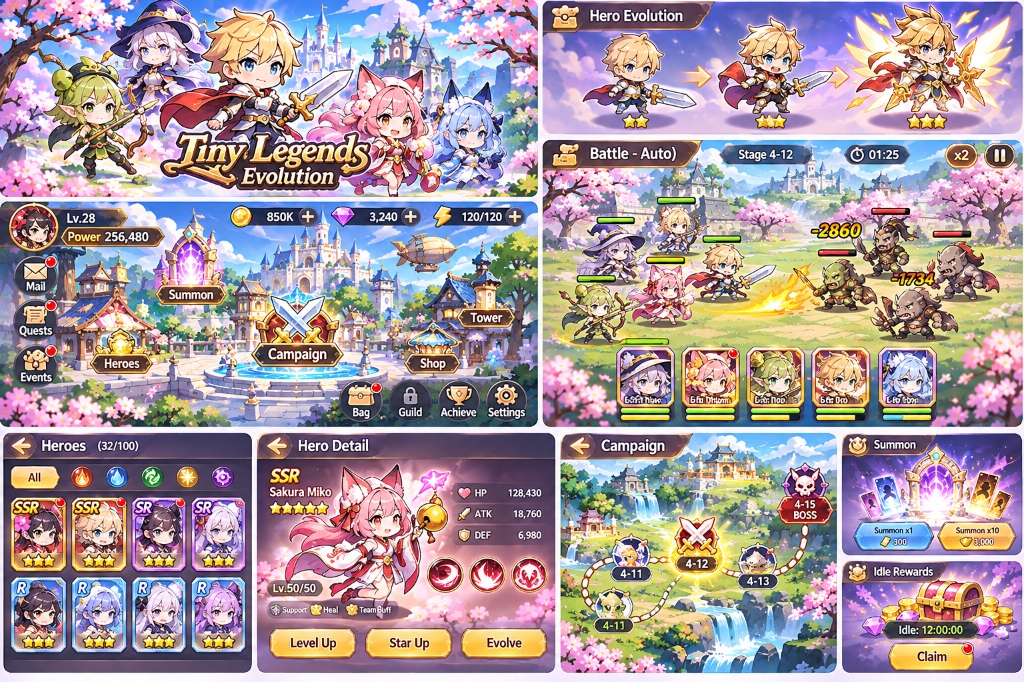 Tiny Legends
Evolution
Hero Evolution
Lv.28
Power 256,480
850K
3,240
120/120
Mail
Quests
Events
Summon
Heroes
Campaign
Tower
Shop
Bag
Guild
Achieve
Settings
Battle - Auto)
Stage 4-12
01:25
x2
-2860
-1734
Heroes (32/100)
All
SSR
SSR
SSR
SSR
R
R
R
R
Hero Detail
SSR
Sakura Miko
HP 128,430
ATK 18,760
DEF 6,980
Lv.50/50
Support
Heal
Team Buff
Level Up
Star Up
Evolve
Campaign
4-15
BOSS
4-11
4-12
4-13
4-11
Summon
Summon x1
300
Summon x10
3,000
Idle Rewards
Idle: 12:00:00
Claim